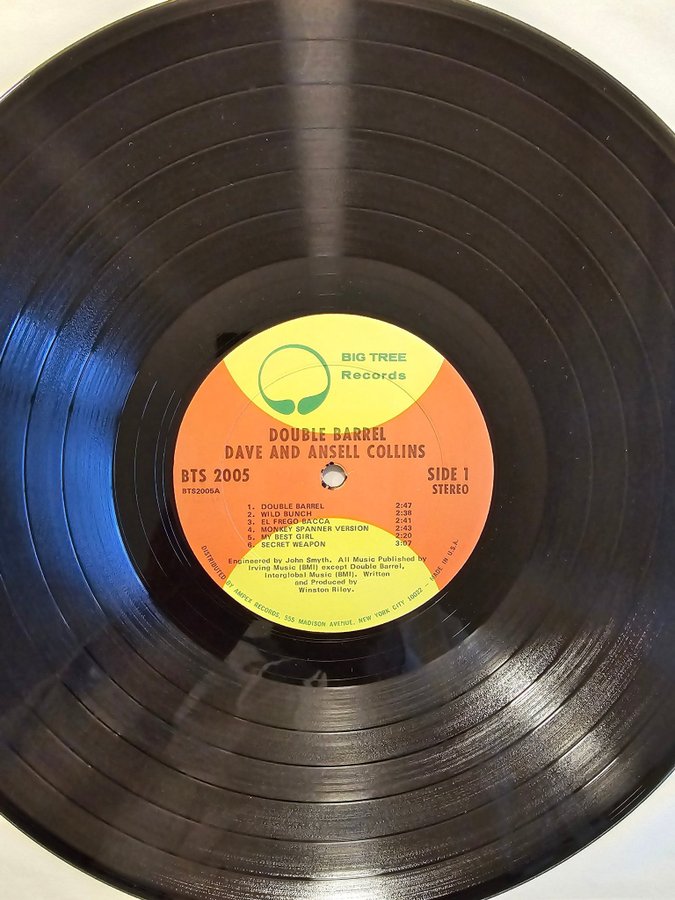 BIG TREE
Records
DOUBLE BARREL
DAVE AND ANSELL COLLINS
BTS 2005
BTS2005A
SIDE 1
STEREO
1. DOUBLE BARREL 2:47
2. WILD BUNCH 2:38
3. EL FREGO BACCA 2:41
4. MONKEY SPANNER VERSION 2:43
5. MY BEST GIRL 2:20
6. SECRET WEAPON 3:07
Engineered by John Smyth. All Music Published by
Irving Music (BMI) except Double Barrel,
Interglobal Music (BMI). Written
and Produced by
Winston Riley.
DISTRIBUTED BY AMPEX RECORDS, 555 MADISON AVENUE, NEW YORK CITY 10022 - MADE IN U.S.A.